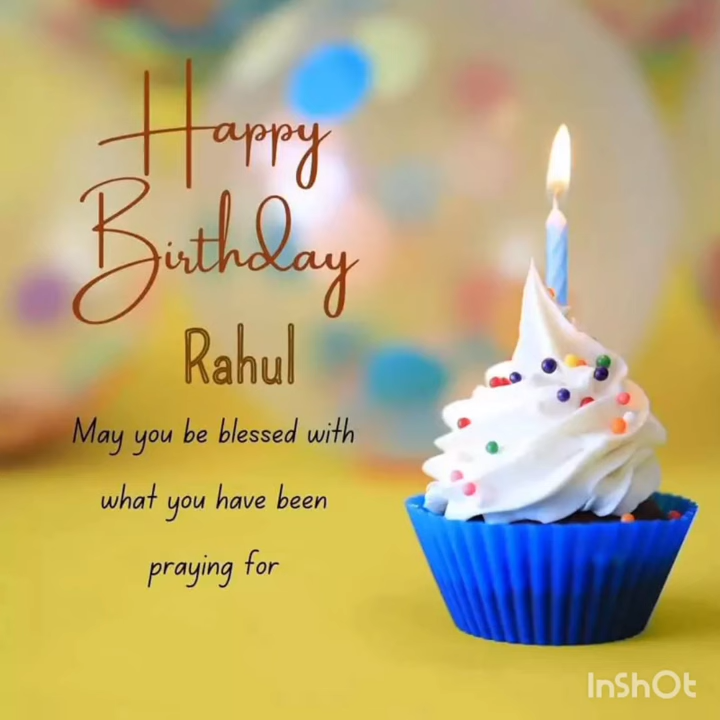 Happy
Birthday
Rahul
May you be blessed with
what you have been
praying for
InShOt